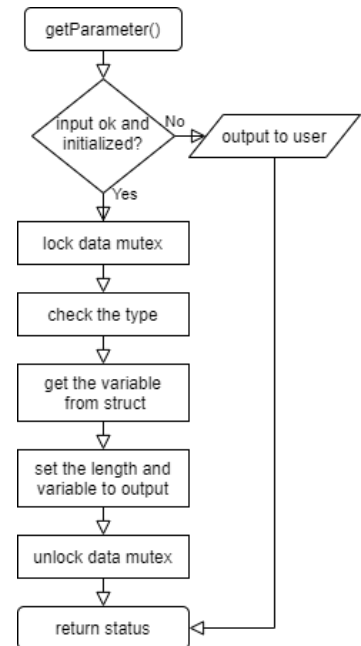 getParameter()
input ok and
initialized?
No
output to user
Yes
lock data mutex
check the type
get the variable
from struct
set the length and
variable to output
unlock data mutex
return status